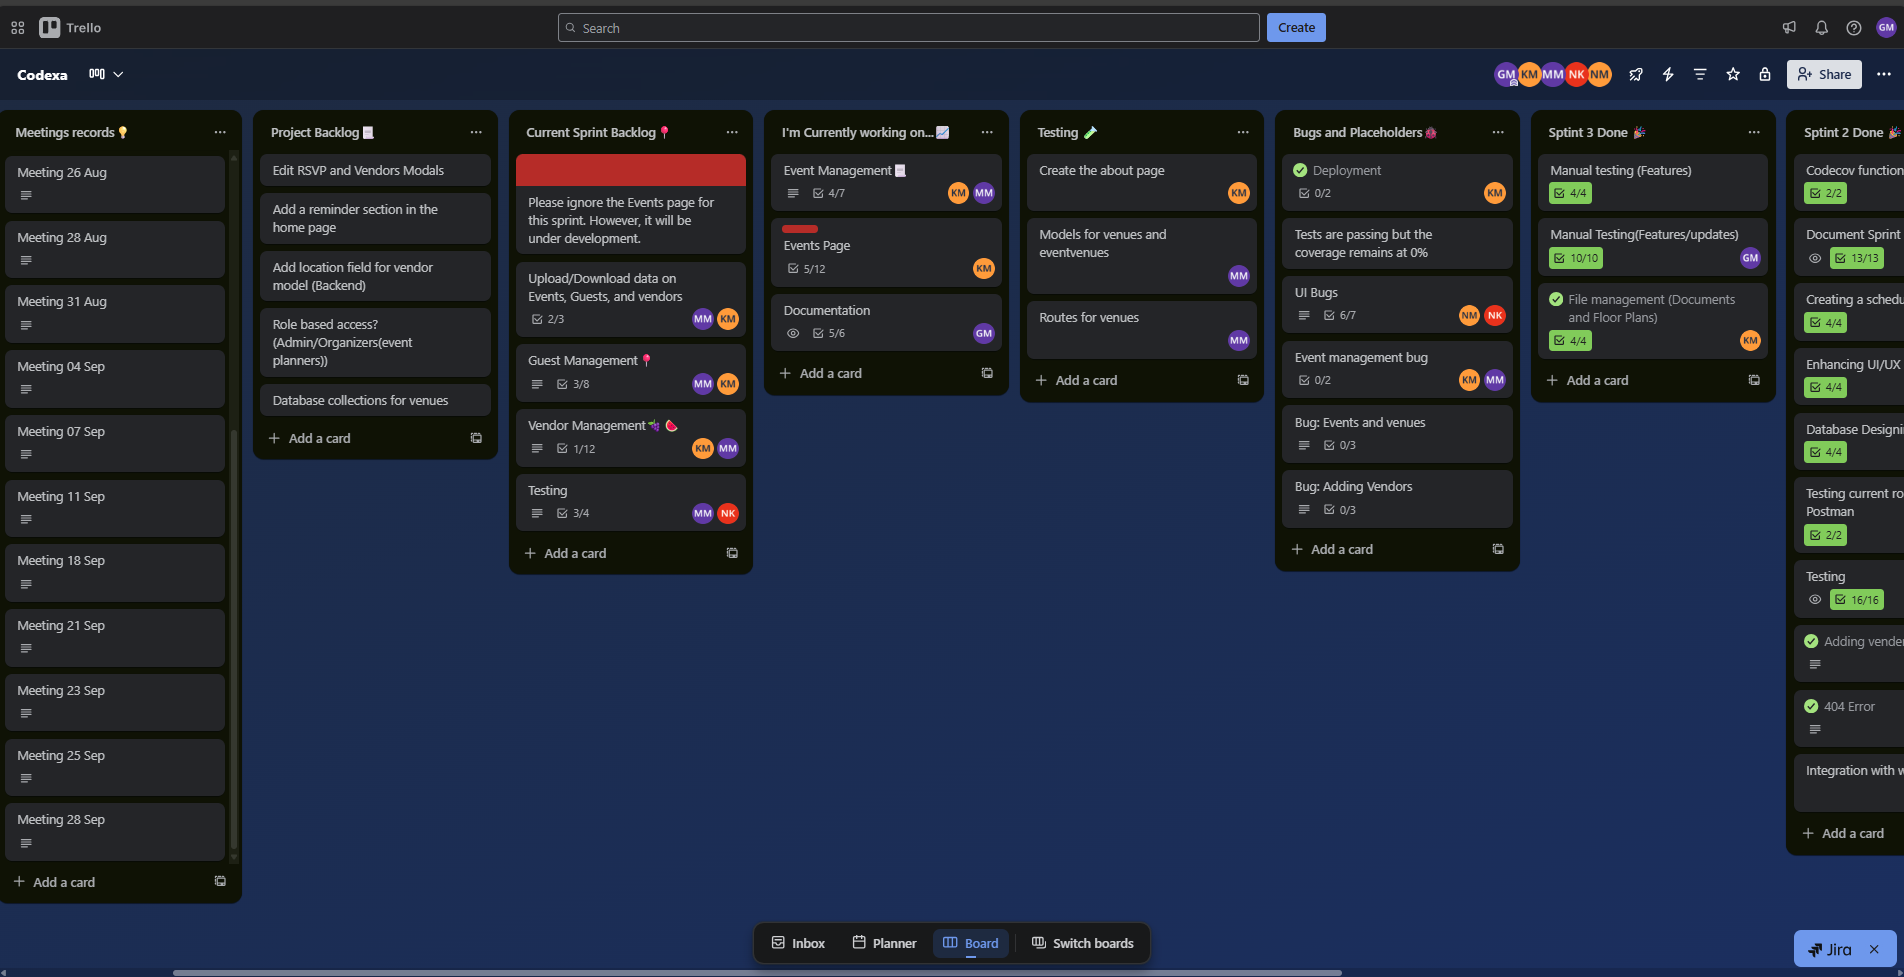 Trello
Search
Create
GM
Codexa
GM KM MM NK NM
Share
Meetings records
Meeting 26 Aug
Meeting 28 Aug
Meeting 31 Aug
Meeting 04 Sep
Meeting 07 Sep
Meeting 11 Sep
Meeting 18 Sep
Meeting 21 Sep
Meeting 23 Sep
Meeting 25 Sep
Meeting 28 Sep
Add a card
Project Backlog
Edit RSVP and Vendors Modals
Add a reminder section in the
home page
Add location field for vendor
model (Backend)
Role based access?
(Admin/Organizers(event
planners))
Database collections for venues
Add a card
Current Sprint Backlog
Please ignore the Events page for
this sprint. However, it will be
under development.
Upload/Download data on
Events, Guests, and vendors
2/3 MM KM
Guest Management
3/8 MM KM
Vendor Management
1/12 KM MM
Testing
3/4 MM NK
Add a card
I'm Currently working on...
Event Management
4/7 KM MM
Events Page
5/12 KM
Documentation
5/6 GM
Add a card
Testing
Create the about page
KM
Models for venues and
eventvenues
MM
Routes for venues
MM
Add a card
Bugs and Placeholders
Deployment
0/2 KM
Tests are passing but the
coverage remains at 0%
UI Bugs
6/7 NM NK
Event management bug
0/2 KM MM
Bug: Events and venues
0/3
Bug: Adding Vendors
0/3
Add a card
Sprint 3 Done
Manual testing (Features)
4/4
Manual Testing(Features/updates)
10/10 GM
File management (Documents
and Floor Plans)
4/4 KM
Add a card
Sptint 2 Done
Codecov function
2/2
Document Sprint
13/13
Creating a schedu
4/4
Enhancing UI/UX
4/4
Database Designi
4/4
Testing current ro
Postman
2/2
Testing
16/16
Adding vende
404 Error
Integration with w
Add a card
Inbox
Planner
Board
Switch boards
Jira